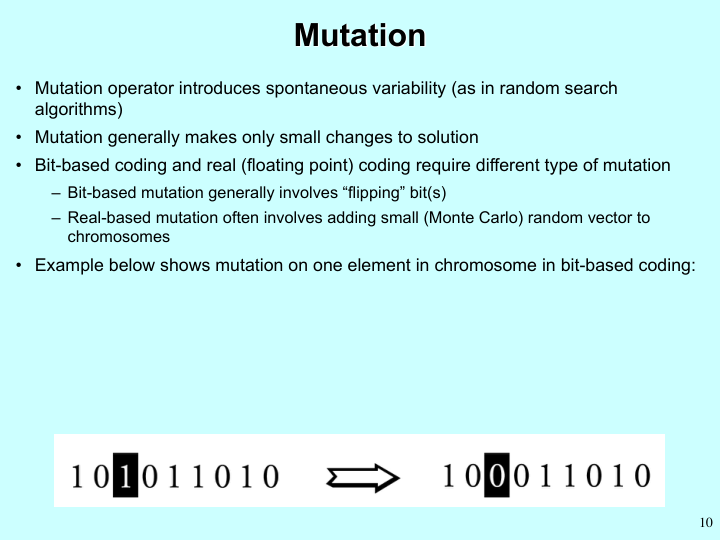 Mutation
• Mutation operator introduces spontaneous variability (as in random search
algorithms)
• Mutation generally makes only small changes to solution
• Bit-based coding and real (floating point) coding require different type of mutation
– Bit-based mutation generally involves “flipping” bit(s)
– Real-based mutation often involves adding small (Monte Carlo) random vector to
chromosomes
• Example below shows mutation on one element in chromosome in bit-based coding:
1 0 1 0 1 1 0 1 0 1 0 0 0 1 1 0 1 0
10